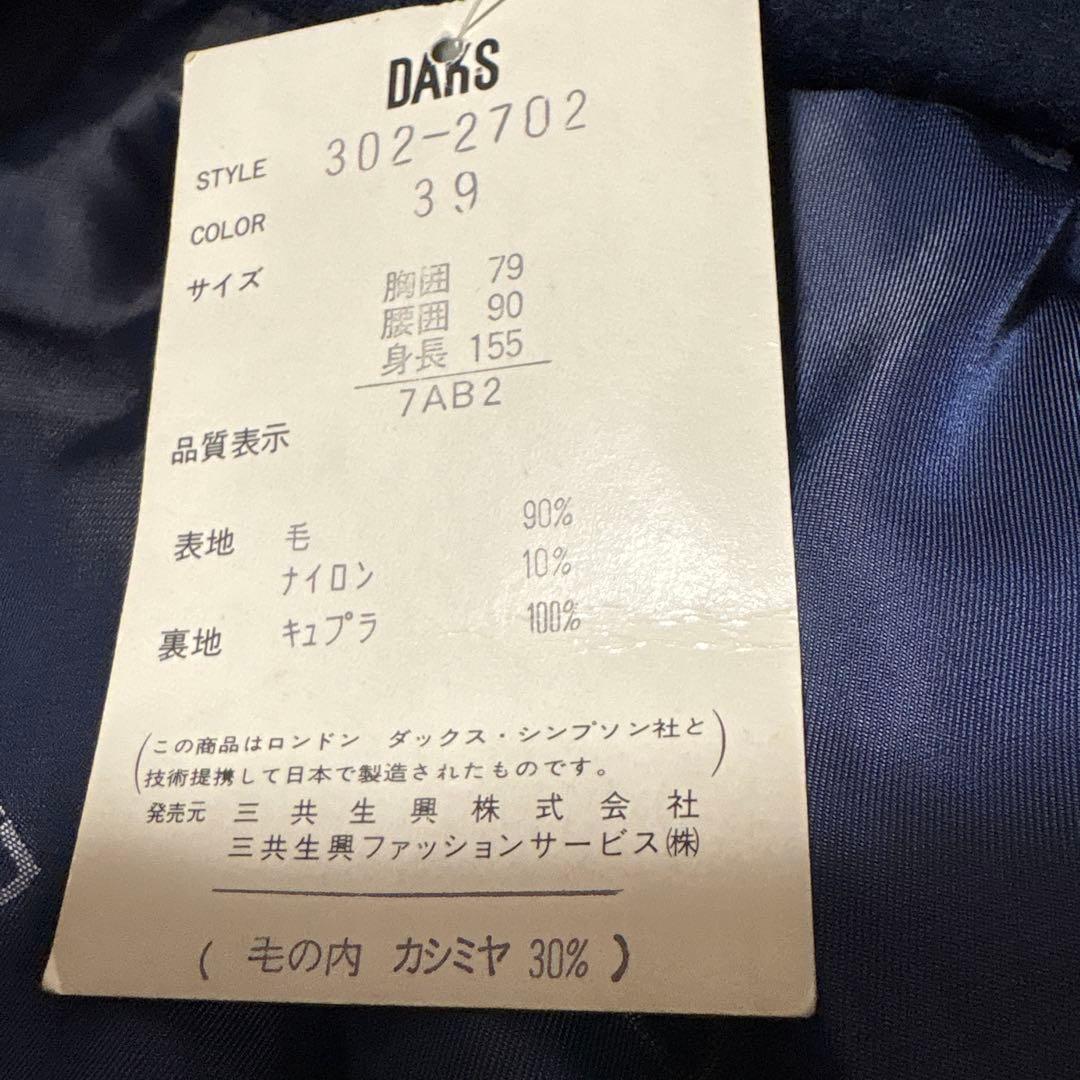 DAKS
STYLE 302-2702
COLOR 39
サイズ 胸囲 79
腰囲 90
身長 155
7AB2
品質表示
表地 毛 90%
ナイロン 10%
裏地 キュプラ 100%
(この商品はロンドン ダックス・シンプソン社と
技術提携して日本で製造されたものです。)
発売元 三共生興株式会社
三共生興ファッションサービス㈱
( 毛の内 カシミヤ 30% )